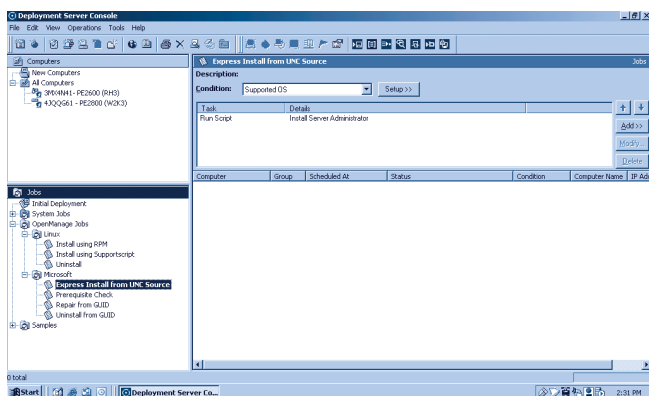 Deployment Server Console
File Edit View Operations Tools Help
Computers
New Computers
All Computers
3MX4N41- PE2600 (RH3)
4JQQG61 - PE2800 (W2K3)
Jobs
Initial Deployment
System Jobs
OpenManage Jobs
Linux
Install using RPM
Install using Supportscript
Uninstall
Microsoft
Express Install from UNC Source
Prerequisite Check
Repair from GUID
Uninstall from GUID
Samples
Express Install from UNC Source Jobs
Description:
Condition: Supported OS Setup >>
Task Details
Run Script Install Server Administrator
Add >>
Modify...
Delete
Computer Group Scheduled At Status Condition Computer Name IP Ad
0 total
Start Deployment Server Co... 2:31 PM